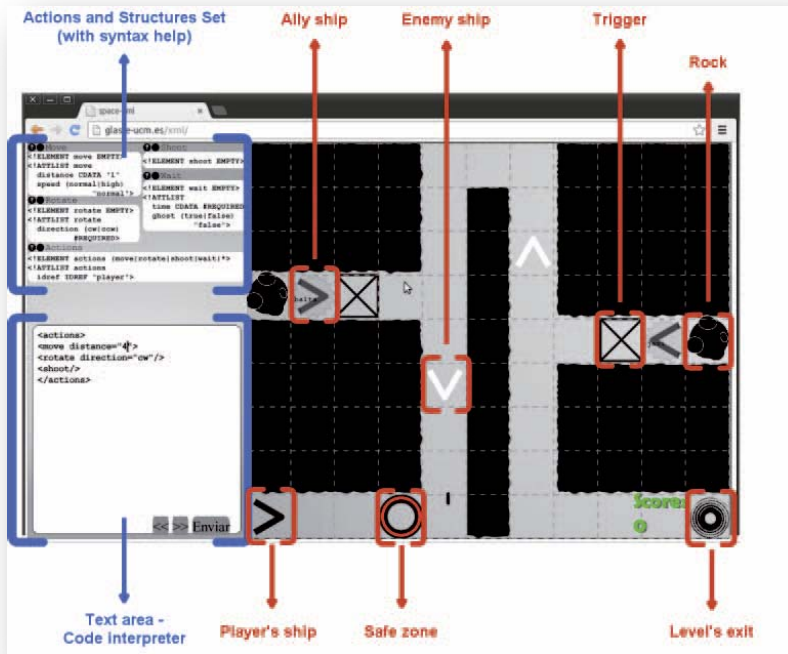 Actions and Structures Set
(with syntax help)
Ally ship
Enemy ship
Trigger
Rock
space-xml
glasse-ucm.es/xml/
Move
<!ELEMENT move EMPTY>
<!ATTLIST move
distance CDATA "1"
speed (normal|high)
"normal">
Shoot
<!ELEMENT shoot EMPTY>
Wait
<!ELEMENT wait EMPTY>
<!ATTLIST
time CDATA #REQUIRED
ghost (true|false)
"false">
Rotate
<!ELEMENT rotate EMPTY>
<!ATTLIST rotate
direction (cw|ccw)
#REQUIRED>
Actions
<!ELEMENT actions (move|rotate|shoot|wait|*>
<!ATTLIST actions
idref IDREF "player">
<actions>
<move distance="4">
<rotate direction="cw"/>
<shoot/>
</actions>
<< >> Enviar
Score:
0
Text area -
Code interpreter
Player's ship
Safe zone
Level's exit